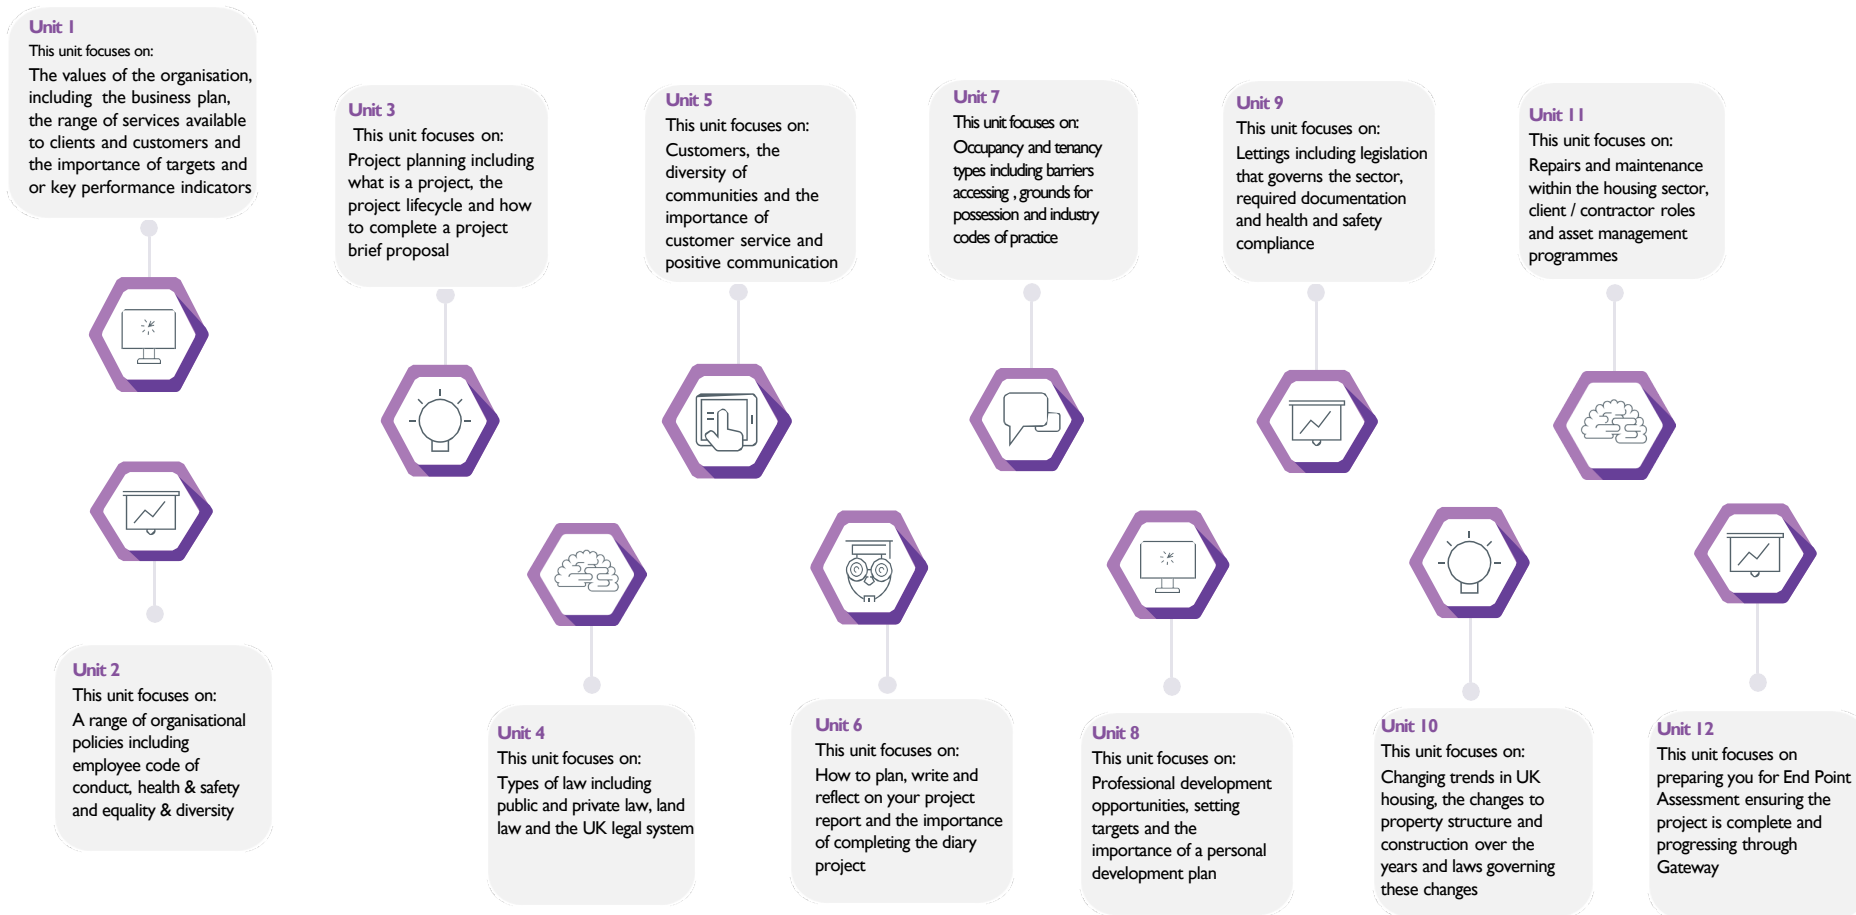 Unit 1
This unit focuses on:
The values of the organisation,
including the business plan,
the range of services available
to clients and customers and
the importance of targets and
or key performance indicators
Unit 2
This unit focuses on:
A range of organisational
policies including
employee code of
conduct, health & safety
and equality & diversity
Unit 3
This unit focuses on:
Project planning including
what is a project, the
project lifecycle and how
to complete a project
brief proposal
Unit 4
This unit focuses on:
Types of law including
public and private law, land
law and the UK legal system
Unit 5
This unit focuses on:
Customers, the
diversity of
communities and the
importance of
customer service and
positive communication
Unit 6
This unit focuses on:
How to plan, write and
reflect on your project
report and the importance
of completing the diary
project
Unit 7
This unit focuses on:
Occupancy and tenancy
types including barriers
accessing , grounds for
possession and industry
codes of practice
Unit 8
This unit focuses on:
Professional development
opportunities, setting
targets and the
importance of a personal
development plan
Unit 9
This unit focuses on:
Lettings including legislation
that governs the sector,
required documentation
and health and safety
compliance
Unit 10
This unit focuses on:
Changing trends in UK
housing, the changes to
property structure and
construction over the
years and laws governing
these changes
Unit 11
This unit focuses on:
Repairs and maintenance
within the housing sector,
client / contractor roles
and asset management
programmes
Unit 12
This unit focuses on
preparing you for End Point
Assessment ensuring the
project is complete and
progressing through
Gateway